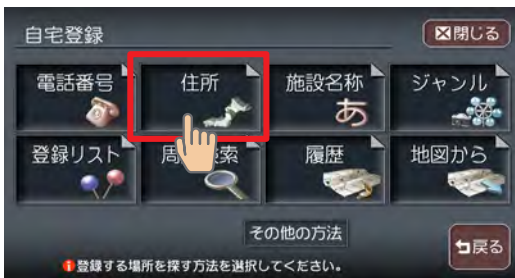 自宅登録
閉じる
電話番号 住所 施設名称 ジャンル
あ
登録リスト 周 索 履歴 地図から
その他の方法
戻る
登録する場所を探す方法を選択してください。